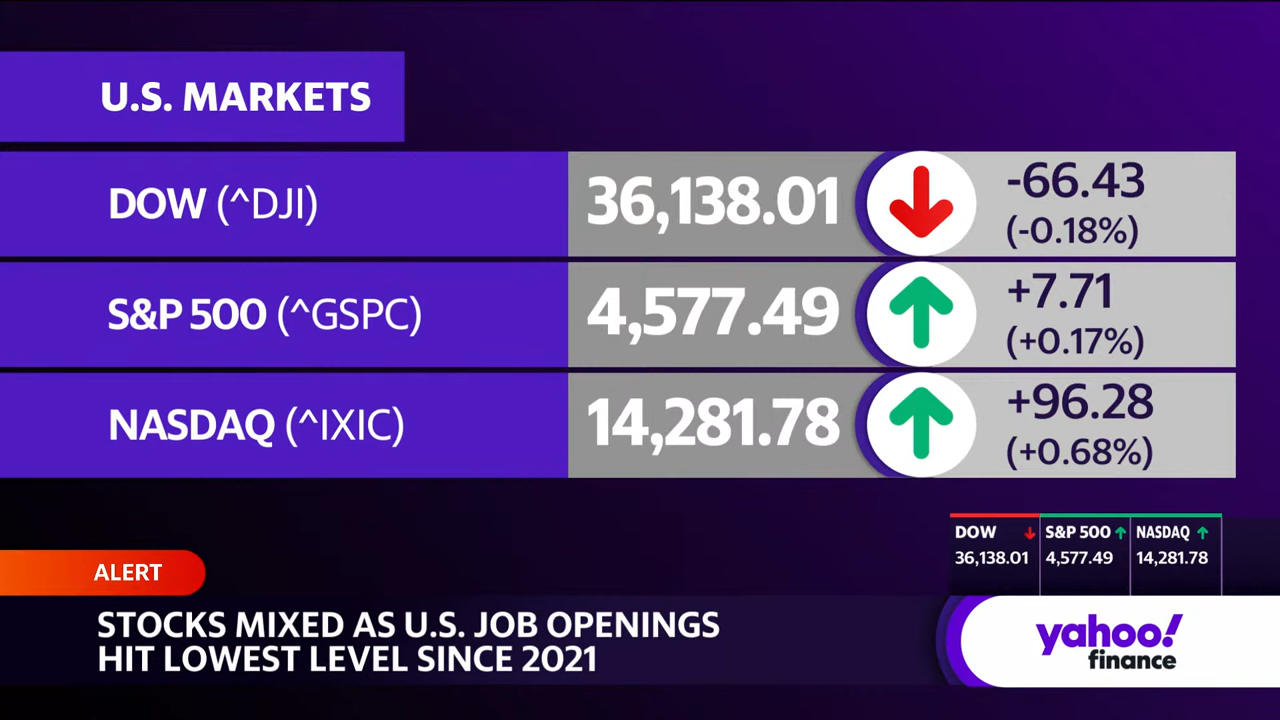 U.S. MARKETS
DOW (^DJI) 36,138.01 -66.43
(-0.18%)
S&P 500 (^GSPC) 4,577.49 +7.71
(+0.17%)
NASDAQ (^IXIC) 14,281.78 +96.28
(+0.68%)
DOW S&P 500 NASDAQ
36,138.01 4,577.49 14,281.78
ALERT
STOCKS MIXED AS U.S. JOB OPENINGS
HIT LOWEST LEVEL SINCE 2021
yahoo!
finance